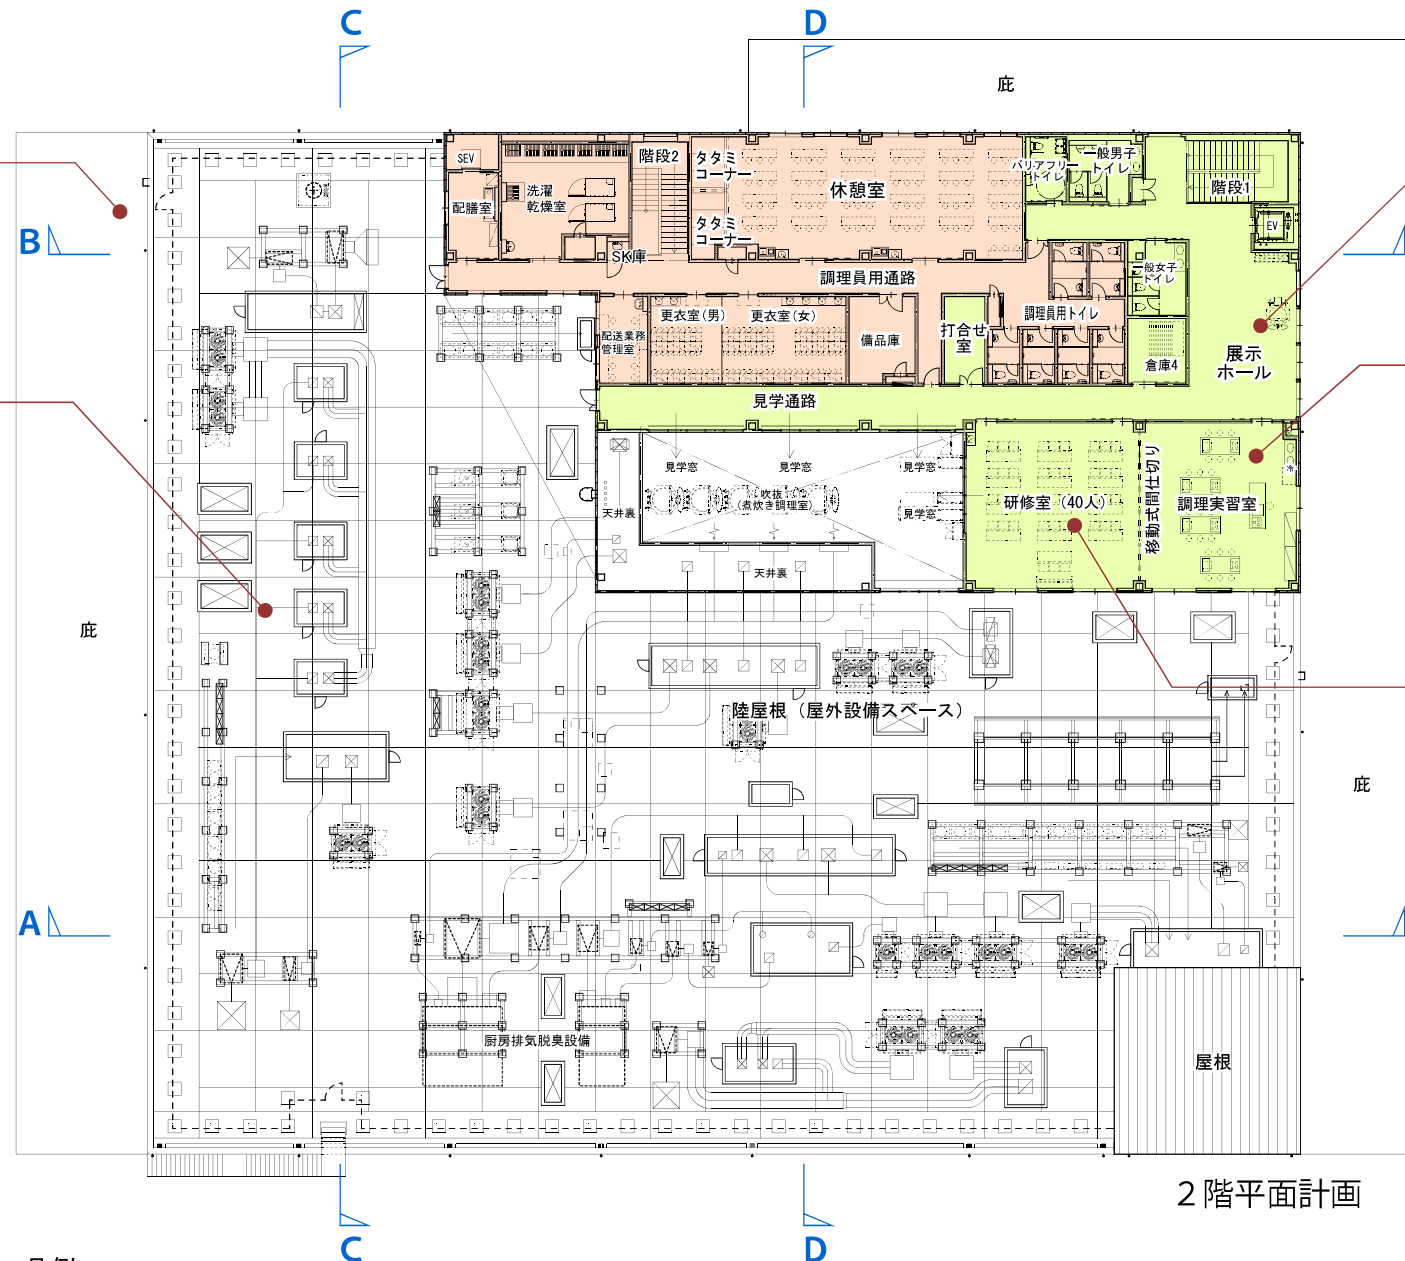 C
D
庇
SEV
階段2
タタミ
コーナー
バリアフリー
トイレ
一般男子
トイレ
配膳室
洗濯
乾燥室
休憩室
階段1
タタミ
コーナー
EV
B
SK庫
調理員用通路
一般女子
トイレ
更衣室(男)
更衣室(女)
調理員用トイレ
配送業務
管理室
備品庫
打合せ
室
倉庫4
展示
ホール
見学通路
見学窓
見学窓
見学窓
冷
吹抜
(煮炊き調理室)
天井裏
見学窓
研修室(40人)
移動式間仕切り
調理実習室
天井裏
庇
陸屋根(屋外設備スペース)
庇
A
厨房排気脱臭設備
屋根
2階平面計画
C
D
凡例